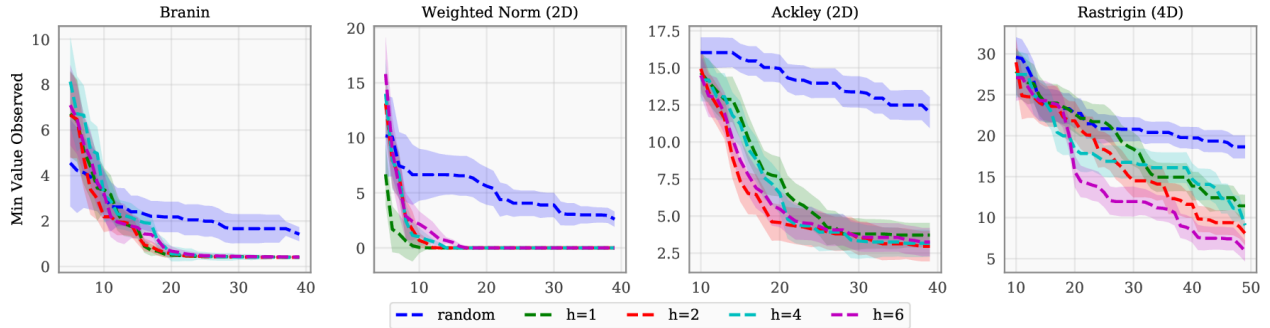 Branin
Weighted Norm (2D)
Ackley (2D)
Rastrigin (4D)
Min Value Observed
10
8
6
4
2
0
10 20 30 40
20
15
10
5
0
10 20 30 40
17.5
15.0
12.5
10.0
7.5
5.0
2.5
10 20 30 40
30
25
20
15
10
5
10 20 30 40 50
random h=1 h=2 h=4 h=6